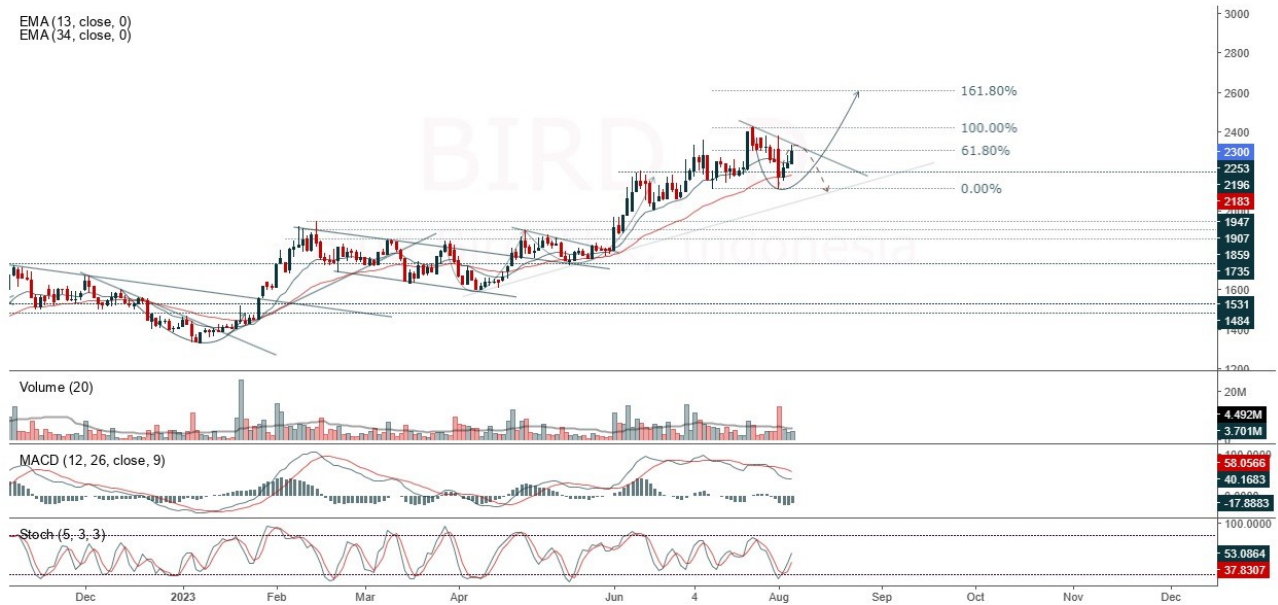 EMA (13, close, 0)
EMA (34, close, 0)
BIRD
3000
2800
2600
2400
2300
2253
2196
2183
1947
1907
1859
1735
1600
1531
1484
1400
1200
161.80%
100.00%
61.80%
0.00%
Volume (20)
20M
4.492M
3.701M
MACD (12, 26, close, 9)
58.0566
40.1683
-17.8883
Stoch (5, 3, 3)
100.0000
53.0864
37.8307
Dec
2023
Feb
Mar
Apr
Jun
4
Aug
Sep
Oct
Nov
Dec